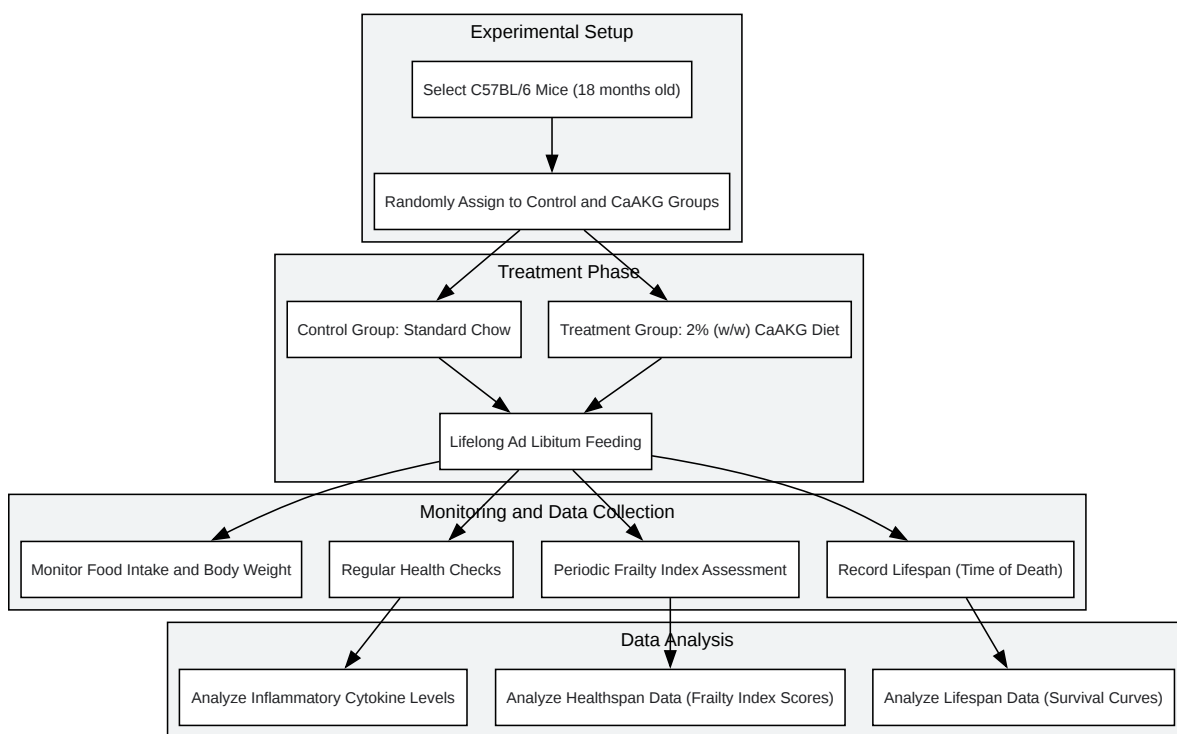 Experimental Setup
Select C57BL/6 Mice (18 months old)
Randomly Assign to Control and CaAKG Groups
Treatment Phase
Control Group: Standard Chow
Treatment Group: 2% (w/w) CaAKG Diet
Lifelong Ad Libitum Feeding
Monitoring and Data Collection
Monitor Food Intake and Body Weight
Regular Health Checks
Periodic Frailty Index Assessment
Record Lifespan (Time of Death)
Data Analysis
Analyze Inflammatory Cytokine Levels
Analyze Healthspan Data (Frailty Index Scores)
Analyze Lifespan Data (Survival Curves)